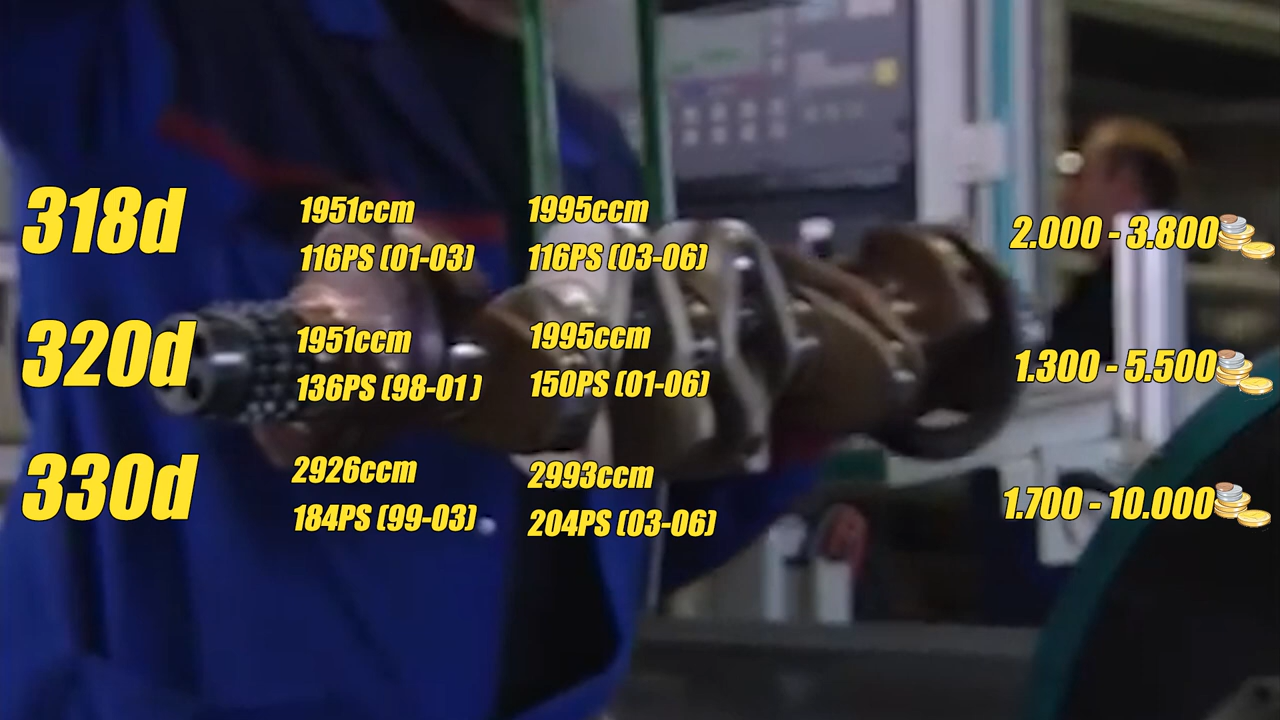 318d
1951ccm
116PS (01-03)
1995ccm
116PS (03-06)
2.000 - 3.800
320d
1951ccm
136PS (98-01)
1995ccm
150PS (01-06)
1.300 - 5.500
330d
2926ccm
184PS (99-03)
2993ccm
204PS (03-06)
1.700 - 10.000